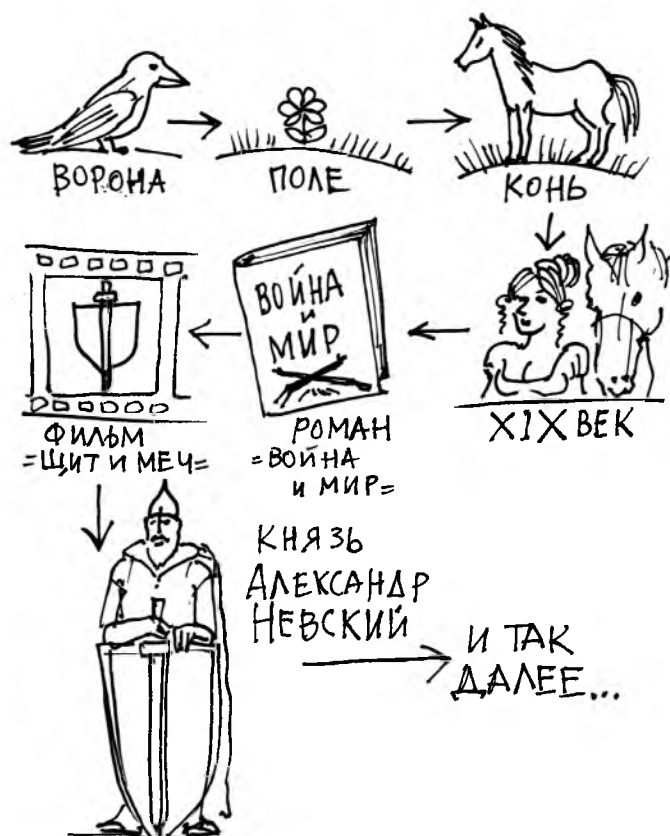 ВОРОНА
ПОЛЕ
КОНЬ
XIX ВЕК
ВОЙНА
и
МИР
РОМАН
=ВОЙНА
и МИР=
ФИЛЬМ
=ЩИТ И МЕЧ=
КНЯЗЬ
АЛЕКСАНДР
НЕВСКИЙ
И ТАК
ДАЛЕЕ...